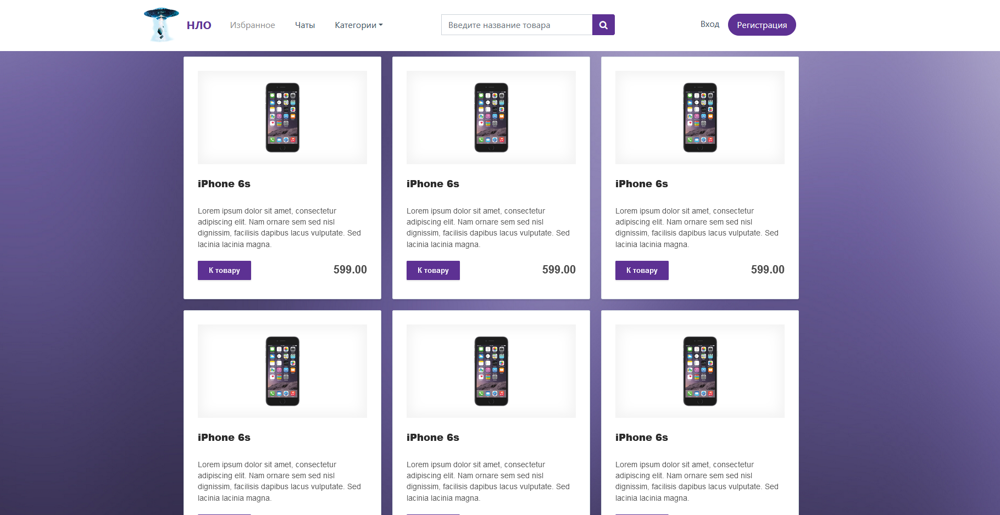 НЛО Избранное Чаты Категории Введите название товара Вход Регистрация
iPhone 6s
Lorem ipsum dolor sit amet, consectetur
adipiscing elit. Nam ornare sem sed nisl
dignissim, facilisis dapibus lacus vulputate. Sed
lacinia lacinia magna.
К товару 599.00
iPhone 6s
Lorem ipsum dolor sit amet, consectetur
adipiscing elit. Nam ornare sem sed nisl
dignissim, facilisis dapibus lacus vulputate. Sed
lacinia lacinia magna.
К товару 599.00
iPhone 6s
Lorem ipsum dolor sit amet, consectetur
adipiscing elit. Nam ornare sem sed nisl
dignissim, facilisis dapibus lacus vulputate. Sed
lacinia lacinia magna.
К товару 599.00
iPhone 6s
Lorem ipsum dolor sit amet, consectetur
adipiscing elit. Nam ornare sem sed nisl
dignissim, facilisis dapibus lacus vulputate. Sed
lacinia lacinia magna.
iPhone 6s
Lorem ipsum dolor sit amet, consectetur
adipiscing elit. Nam ornare sem sed nisl
dignissim, facilisis dapibus lacus vulputate. Sed
lacinia lacinia magna.
iPhone 6s
Lorem ipsum dolor sit amet, consectetur
adipiscing elit. Nam ornare sem sed nisl
dignissim, facilisis dapibus lacus vulputate. Sed
lacinia lacinia magna.